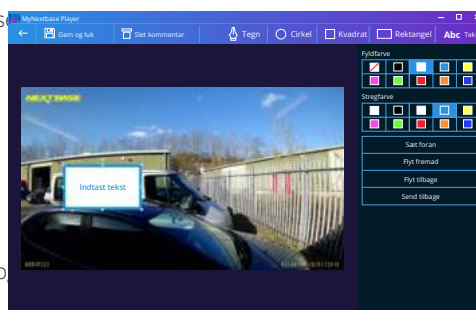 MyNextbase Player
Gem og luk
Slet kommentar
Tegn
Cirkel
Kvadrat
Rektangel
Abc Tek
Fyldfarve
Stregfarve
Sæt foran
Flyt fremad
Flyt tilbage
Send tilbage
NEXTBASE
Indtast tekst